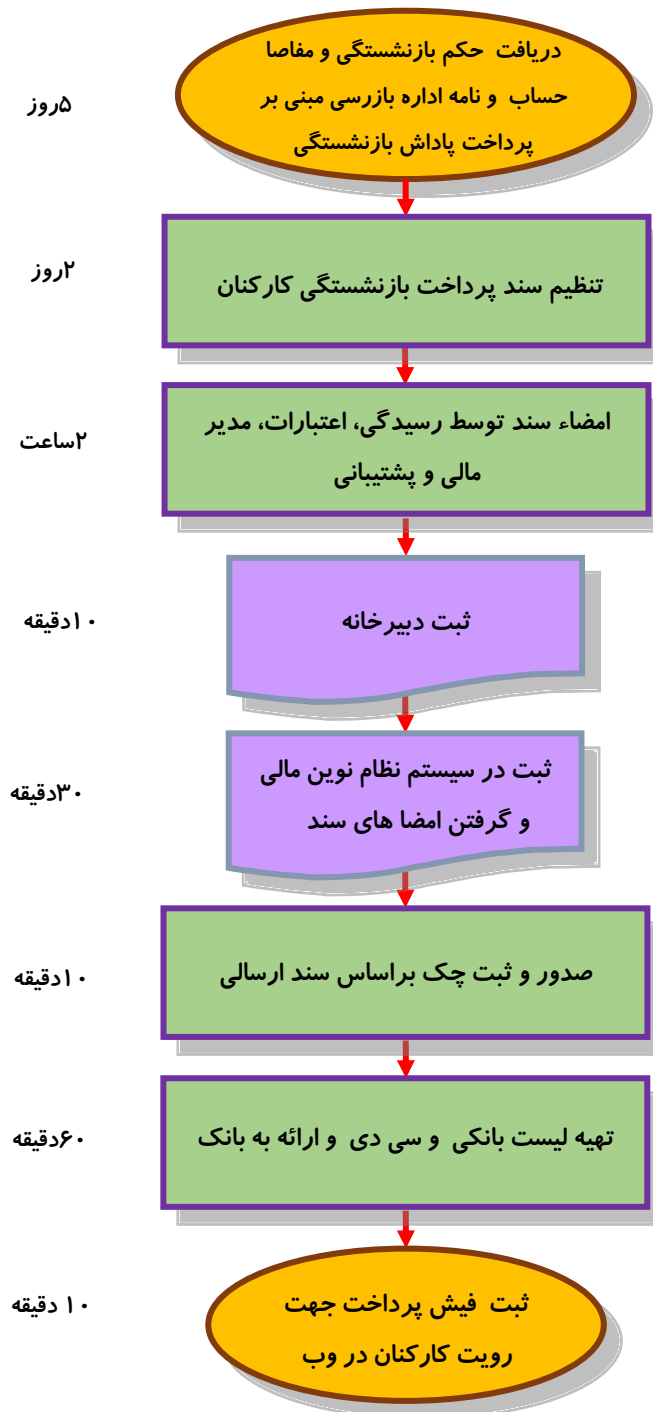 دریافت حکم بازنشستگی و مفاصا
حساب و نامه اداره بازرسی مبنی بر
پرداخت پاداش بازنشستگی
۵روز
تنظیم سند پرداخت بازنشستگی کارکنان
۲روز
امضاء سند توسط رسیدگی، اعتبارات، مدیر
مالی و پشتیبانی
۲ساعت
ثبت دبیرخانه
۱۰دقیقه
ثبت در سیستم نظام نوین مالی
و گرفتن امضا های سند
۳۰دقیقه
صدور و ثبت چک براساس سند ارسالی
۱۰دقیقه
تهیه لیست بانکی و سی دی و ارائه به بانک
۶۰دقیقه
ثبت فیش پرداخت جهت
رویت کارکنان در وب
۱۰ دقیقه